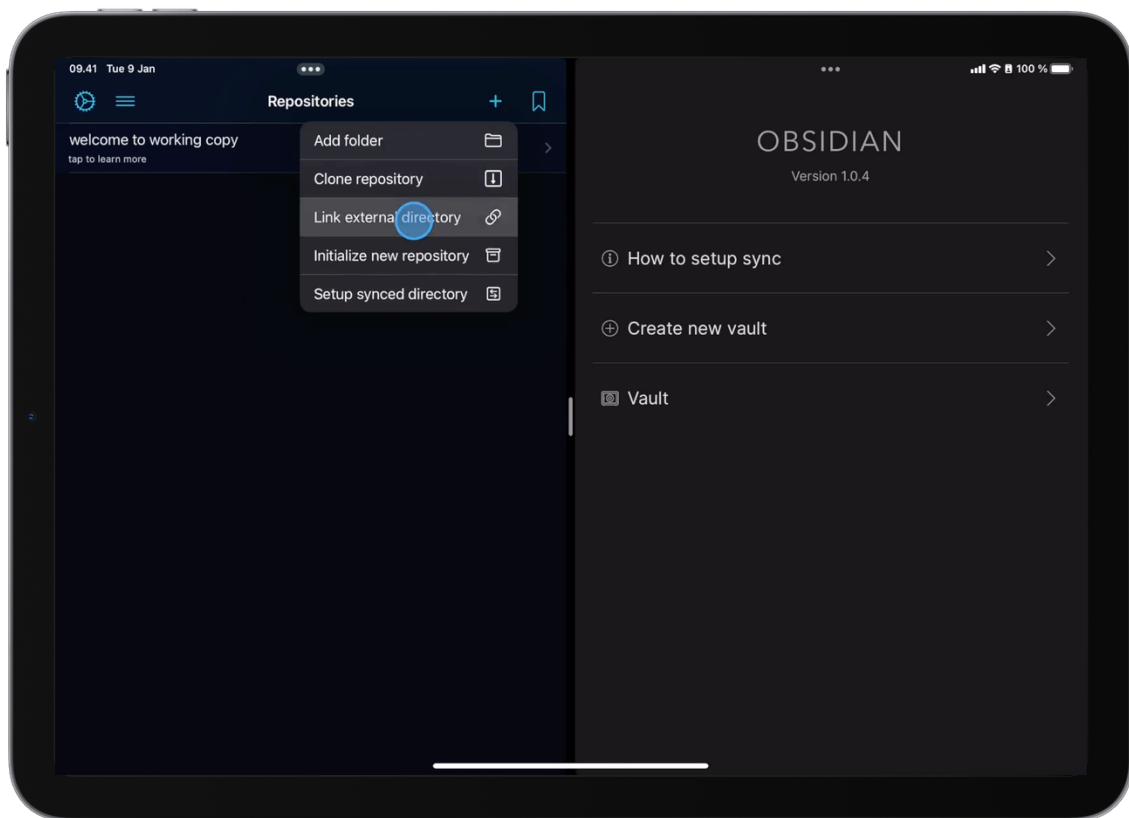 09.41 Tue 9 Jan
100 %
Repositories
welcome to working copy
tap to learn more
Add folder
Clone repository
Link external directory
Initialize new repository
Setup synced directory
OBSIDIAN
Version 1.0.4
How to setup sync
Create new vault
Vault